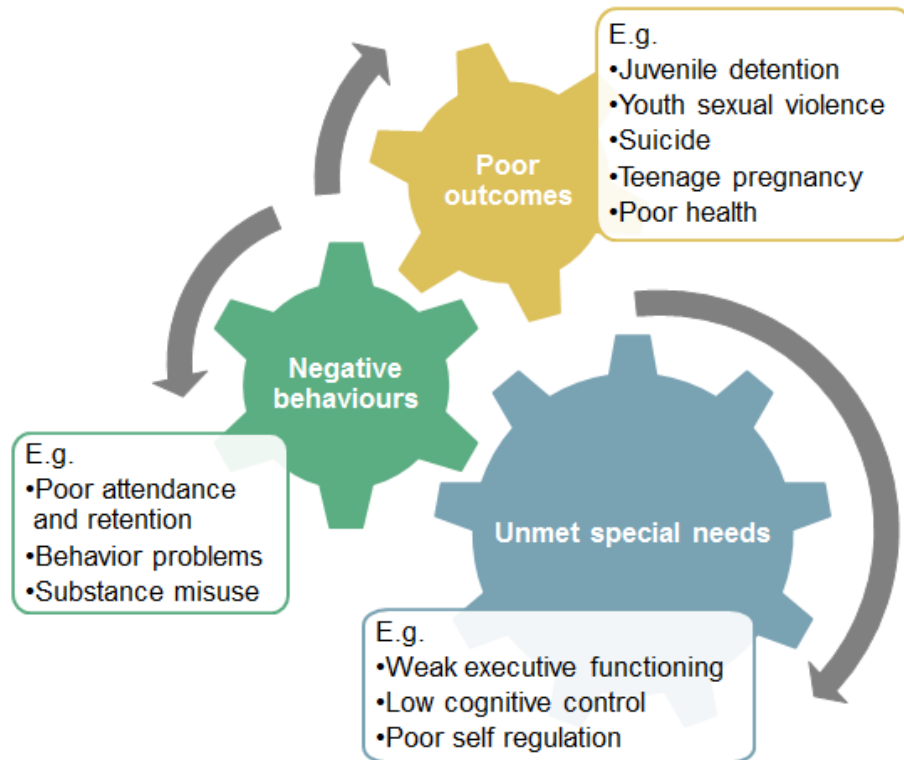 E.g.
•Juvenile detention
•Youth sexual violence
•Suicide
•Teenage pregnancy
•Poor health
Poor
outcomes
Negative
behaviours
E.g.
•Poor attendance
and retention
•Behavior problems
•Substance misuse
Unmet special needs
E.g.
•Weak executive functioning
•Low cognitive control
•Poor self regulation